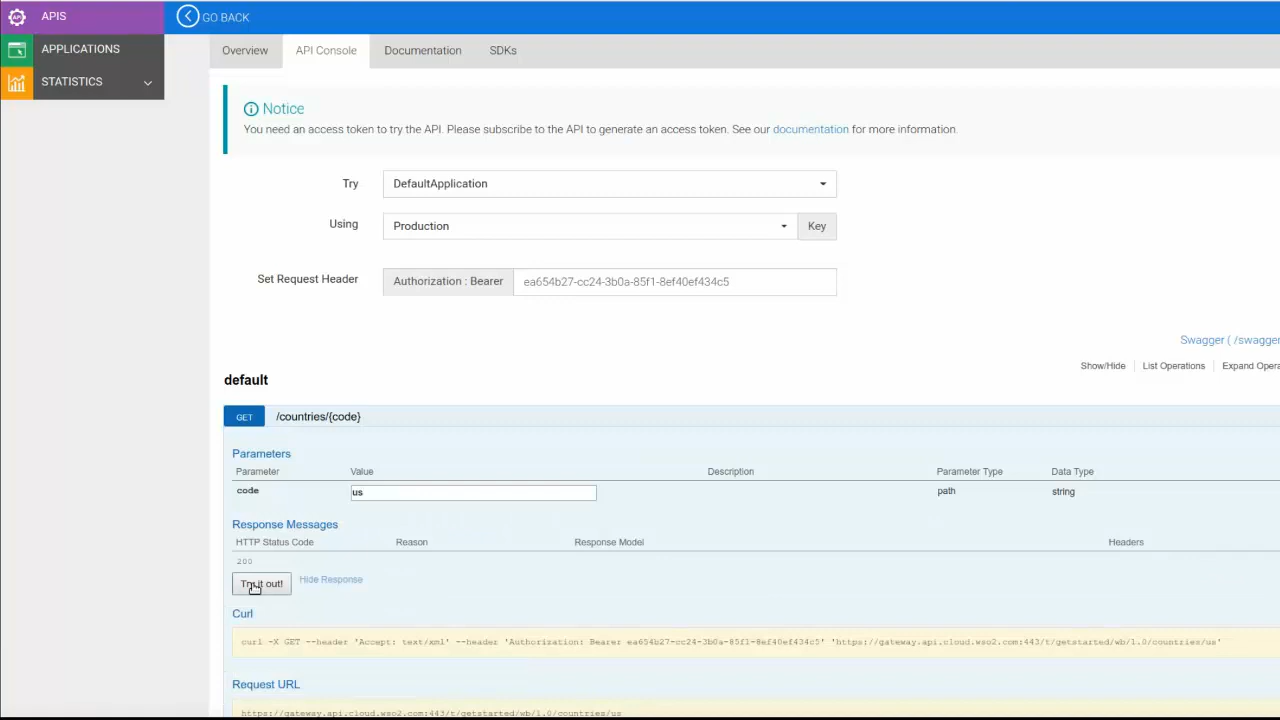 APIS
GO BACK
APPLICATIONS
STATISTICS
Overview API Console Documentation SDKs
Notice
You need an access token to try the API. Please subscribe to the API to generate an access token. See our documentation for more information.
Try DefaultApplication
Using Production Key
Set Request Header Authorization : Bearer ea654b27-cc24-3b0a-85f1-8ef40ef434c5
Swagger ( /swagger
Show/Hide List Operations Expand Opera
default
GET /countries/{code}
Parameters
Parameter Value Description Parameter Type Data Type
code us path string
Response Messages
HTTP Status Code Reason Response Model Headers
200
Try it out! Hide Response
Curl
curl -X GET --header 'Accept: text/xml' --header 'Authorization: Bearer ea654b27-cc24-3b0a-85f1-8ef40ef434c5' 'https://gateway.api.cloud.wso2.com:443/t/getstarted/wb/1.0/countries/us'
Request URL
https://gateway.api.cloud.wso2.com:443/t/getstarted/wb/1.0/countries/us